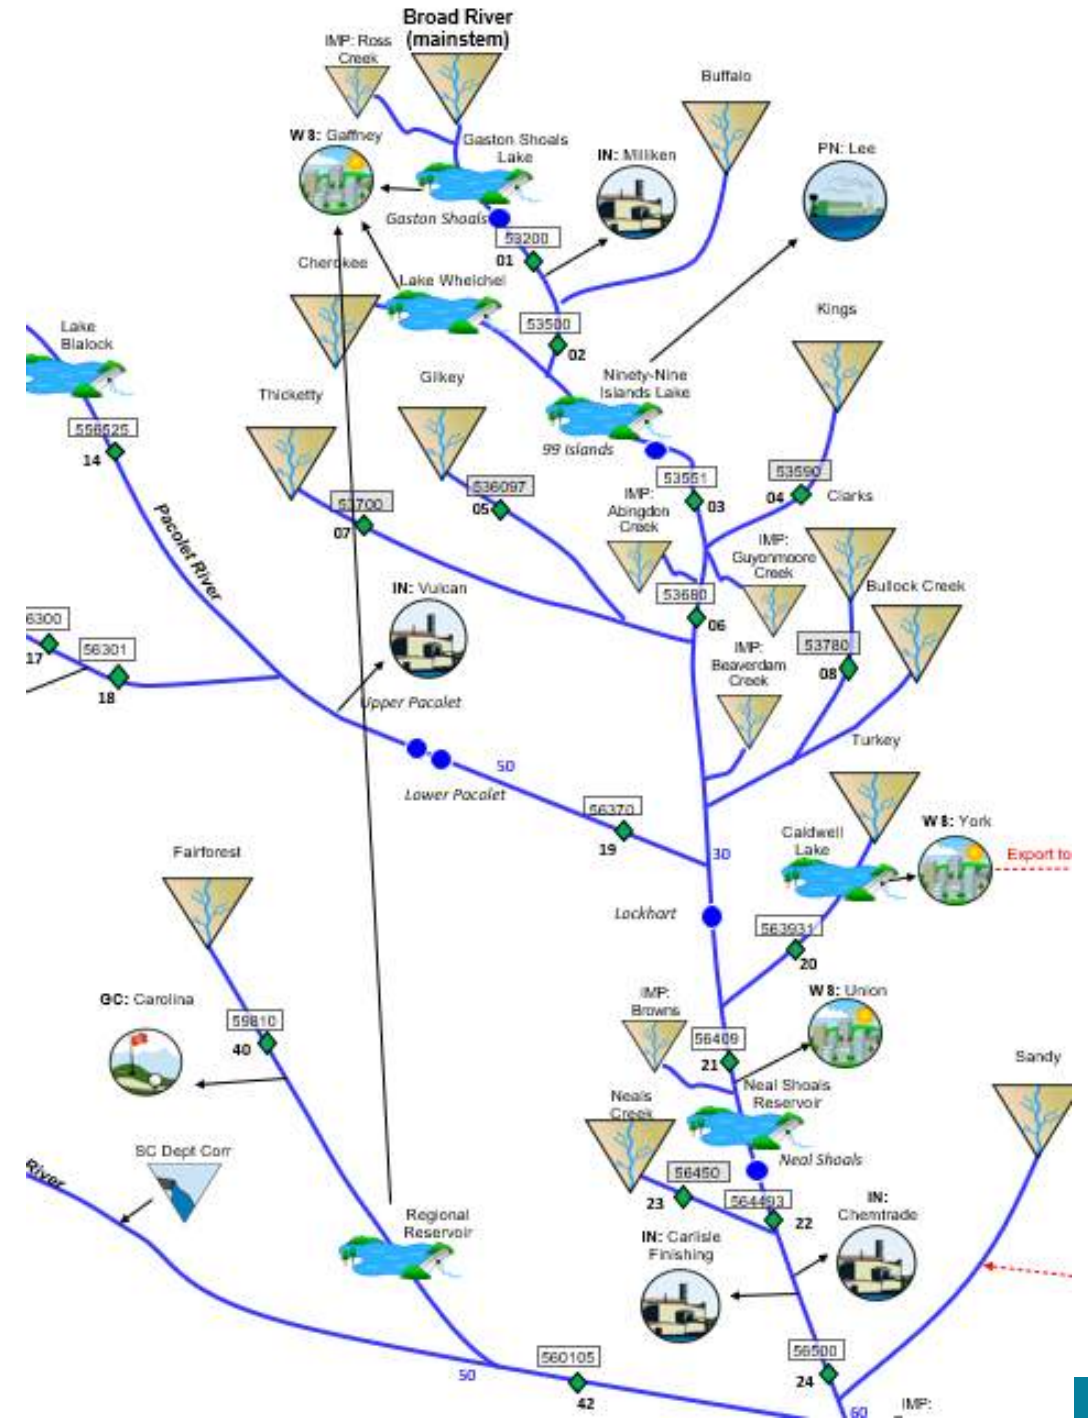 Broad River
(mainstem)
IMP: Ross
Creek
Buffalo
W8: Gaffney
Gaston Shoals
Lake
IN: Milliken
PN: Lee
Gaston Shoals
53200
01
Cherokee
Lake Whelchel
53500
02
Kings
Lake
Blalock
Gilkey
Ninety-Nine
Islands Lake
Thicketty
556525
14
99 Islands
53551
03
53590
04
Clarks
536097
05
53700
07
IMP:
Abingdon
Creek
IMP:
Guyonmoore
Creek
Pacolet River
IN: Vulcan
Bullock Creek
53680
06
6300
17
56301
18
53780
08
IMP:
Beaverdam
Creek
Upper Pacolet
Turkey
50
Lower Pacolet
56370
19
Caldwell
Lake
W8: York
Export to
30
Fairforest
Lockhart
563931
20
GC: Carolina
IMP:
Browns
W8: Union
59810
40
56409
21
Sandy
Neal Shoals
Reservoir
Neals
Creek
SC Dept Corr
River
Neal Shoals
56450
23
564493
22
IN:
Chemtrade
Regional
Reservoir
IN: Carlisle
Finishing
560105
42
50
56500
24
60
IMP: